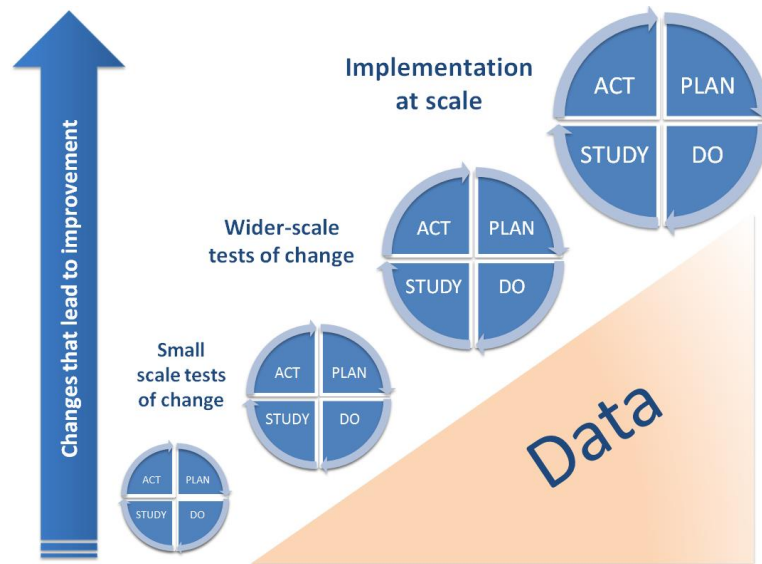 Changes that lead to improvement
Implementation
at scale
ACT
PLAN
STUDY
DO
Wider-scale
tests of change
ACT
PLAN
STUDY
DO
Small
scale tests
of change
ACT
PLAN
STUDY
DO
ACT
PLAN
STUDY
DO
Data